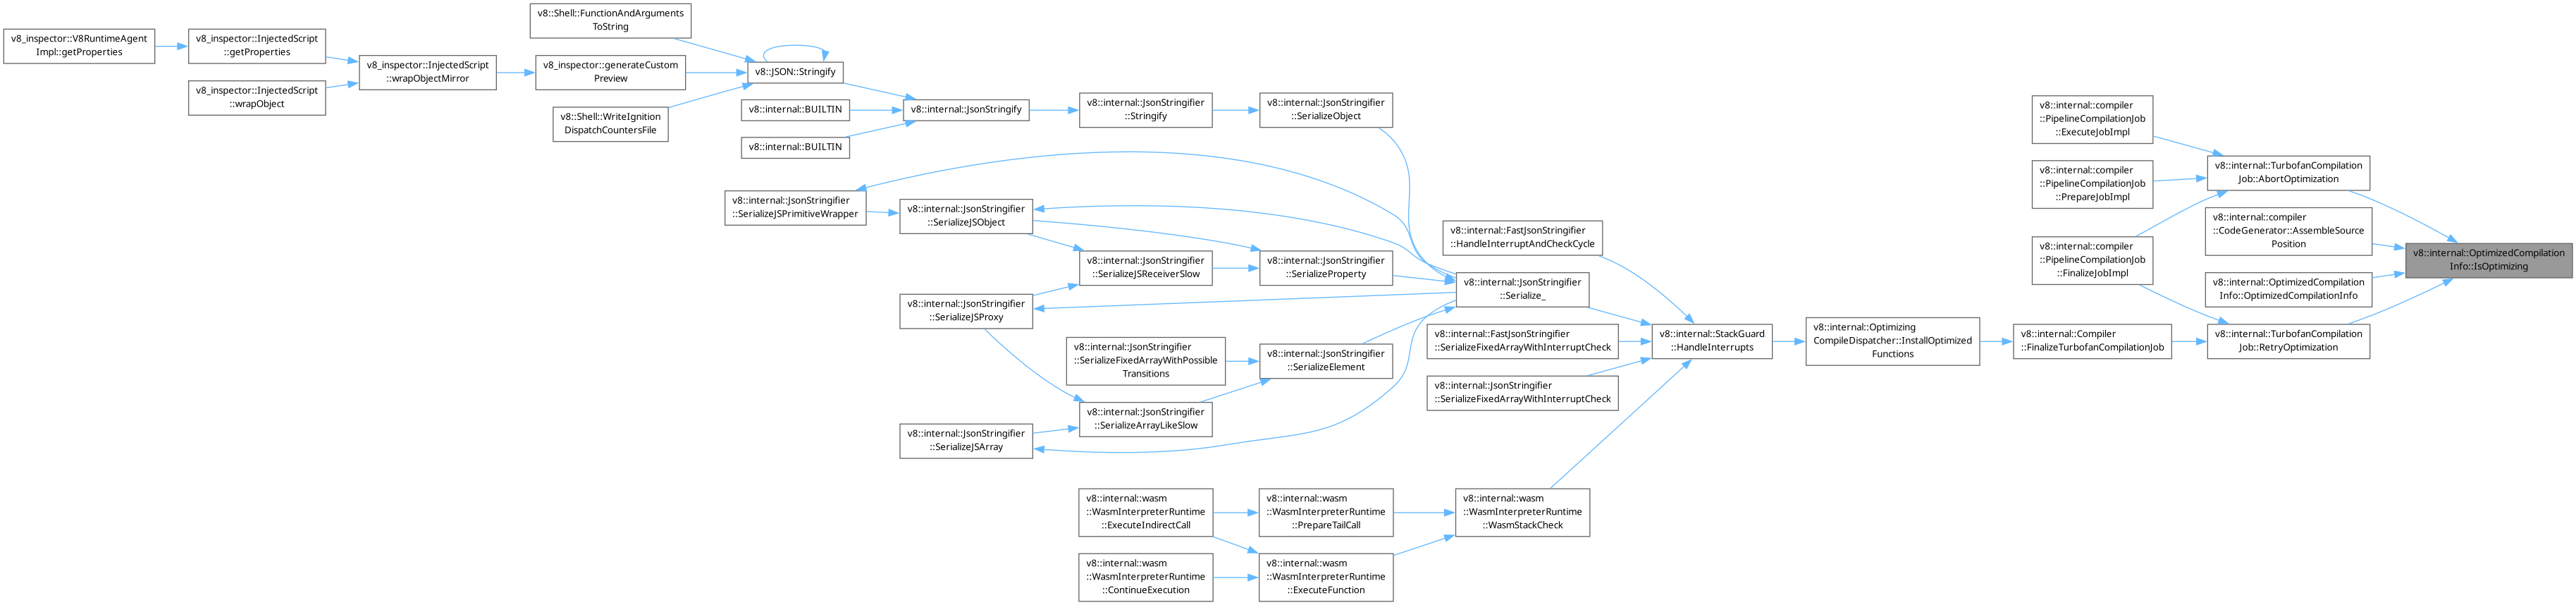 v8_inspector::V8RuntimeAgent
Impl::getProperties
v8_inspector::InjectedScript
::getProperties
v8_inspector::InjectedScript
::wrapObject
v8_inspector::InjectedScript
::wrapObjectMirror
v8::Shell::FunctionAndArguments
ToString
v8_inspector::generateCustom
Preview
v8::Shell::WriteIgnition
DispatchCountersFile
v8::JSON::Stringify
v8::internal::BUILTIN
v8::internal::BUILTIN
v8::internal::JsonStringify
v8::internal::JsonStringifier
::Stringify
v8::internal::JsonStringifier
::SerializeObject
v8::internal::JsonStringifier
::SerializeJSPrimitiveWrapper
v8::internal::JsonStringifier
::SerializeJSObject
v8::internal::JsonStringifier
::SerializeJSReceiverSlow
v8::internal::JsonStringifier
::SerializeProperty
v8::internal::JsonStringifier
::SerializeJSProxy
v8::internal::JsonStringifier
::SerializeFixedArrayWithPossible
Transitions
v8::internal::JsonStringifier
::SerializeElement
v8::internal::JsonStringifier
::SerializeArrayLikeSlow
v8::internal::JsonStringifier
::SerializeJSArray
v8::internal::FastJsonStringifier
::HandleInterruptAndCheckCycle
v8::internal::JsonStringifier
::Serialize_
v8::internal::FastJsonStringifier
::SerializeFixedArrayWithInterruptCheck
v8::internal::JsonStringifier
::SerializeFixedArrayWithInterruptCheck
v8::internal::wasm
::WasmInterpreterRuntime
::ExecuteIndirectCall
v8::internal::wasm
::WasmInterpreterRuntime
::PrepareTailCall
v8::internal::wasm
::WasmInterpreterRuntime
::WasmStackCheck
v8::internal::wasm
::WasmInterpreterRuntime
::ContinueExecution
v8::internal::wasm
::WasmInterpreterRuntime
::ExecuteFunction
v8::internal::StackGuard
::HandleInterrupts
v8::internal::Optimizing
CompileDispatcher::InstallOptimized
Functions
v8::internal::Compiler
::FinalizeTurbofanCompilationJob
v8::internal::compiler
::PipelineCompilationJob
::ExecuteJobImpl
v8::internal::compiler
::PipelineCompilationJob
::PrepareJobImpl
v8::internal::compiler
::PipelineCompilationJob
::FinalizeJobImpl
v8::internal::TurbofanCompilation
Job::AbortOptimization
v8::internal::compiler
::CodeGenerator::AssembleSource
Position
v8::internal::OptimizedCompilation
Info::OptimizedCompilationInfo
v8::internal::TurbofanCompilation
Job::RetryOptimization
v8::internal::OptimizedCompilation
Info::IsOptimizing